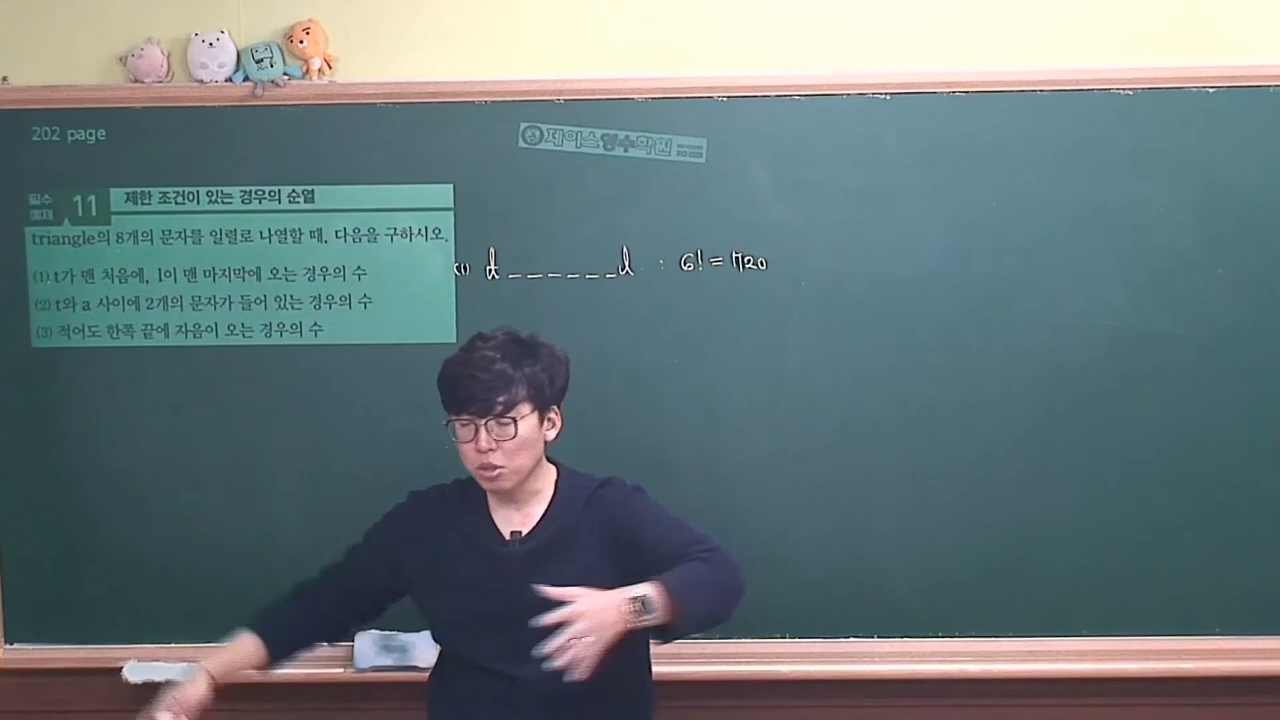 202 page
제이스영수학원
필수 예제 11 제한 조건이 있는 경우의 순열
triangle의 8개의 문자를 일렬로 나열할 때, 다음을 구하시오.
(1) t가 맨 처음에, l이 맨 마지막에 오는 경우의 수
(2) t와 a 사이에 2개의 문자가 들어 있는 경우의 수
(3) 적어도 한쪽 끝에 자음이 오는 경우의 수
(1) t _ _ _ _ _ _ l : 6! = 720